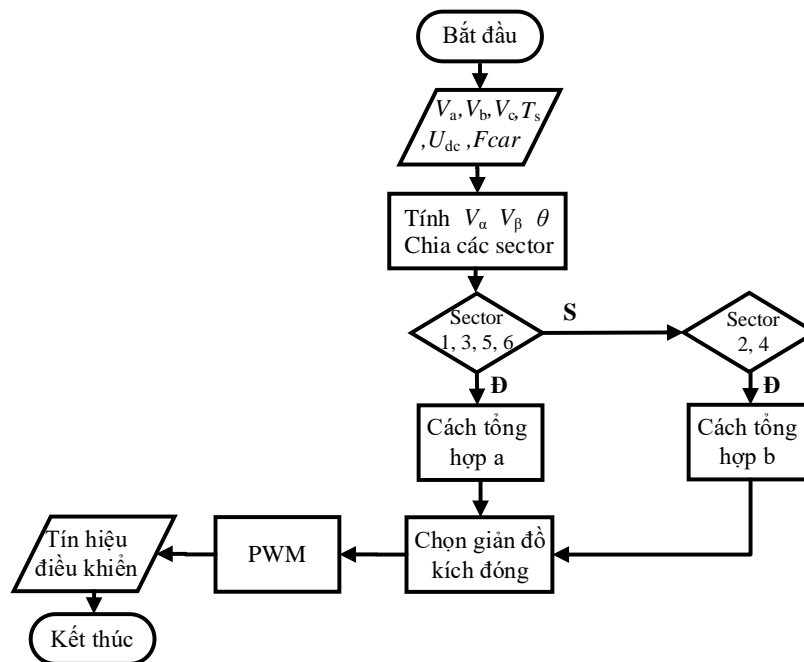 Bắt đầu
Va,Vb,Vc,Ts
,Udc ,Fcar
Tính Vα Vβ θ
Chia các sector
Sector
1, 3, 5, 6
S
Sector
2, 4
Đ
Đ
Cách tổng
hợp a
Cách tổng
hợp b
Tín hiệu
điều khiển
PWM
Chọn giản đồ
kích đóng
Kết thúc